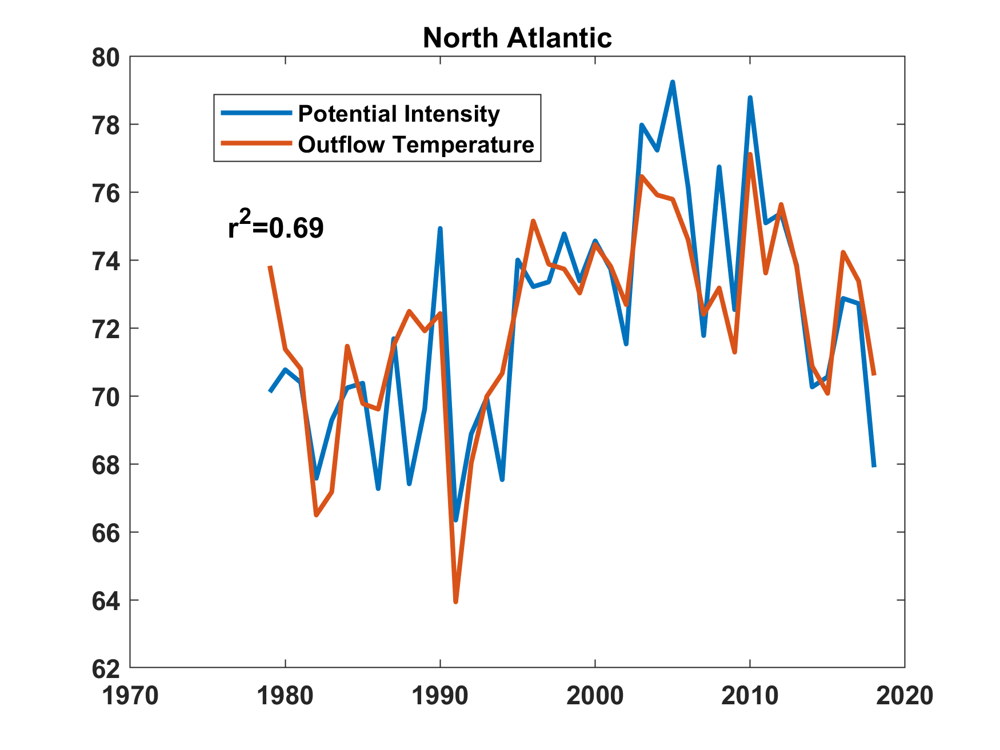 North Atlantic
80
78
76
74
72
70
68
66
64
62
Potential Intensity
Outflow Temperature
r²=0.69
1970 1980 1990 2000 2010 2020